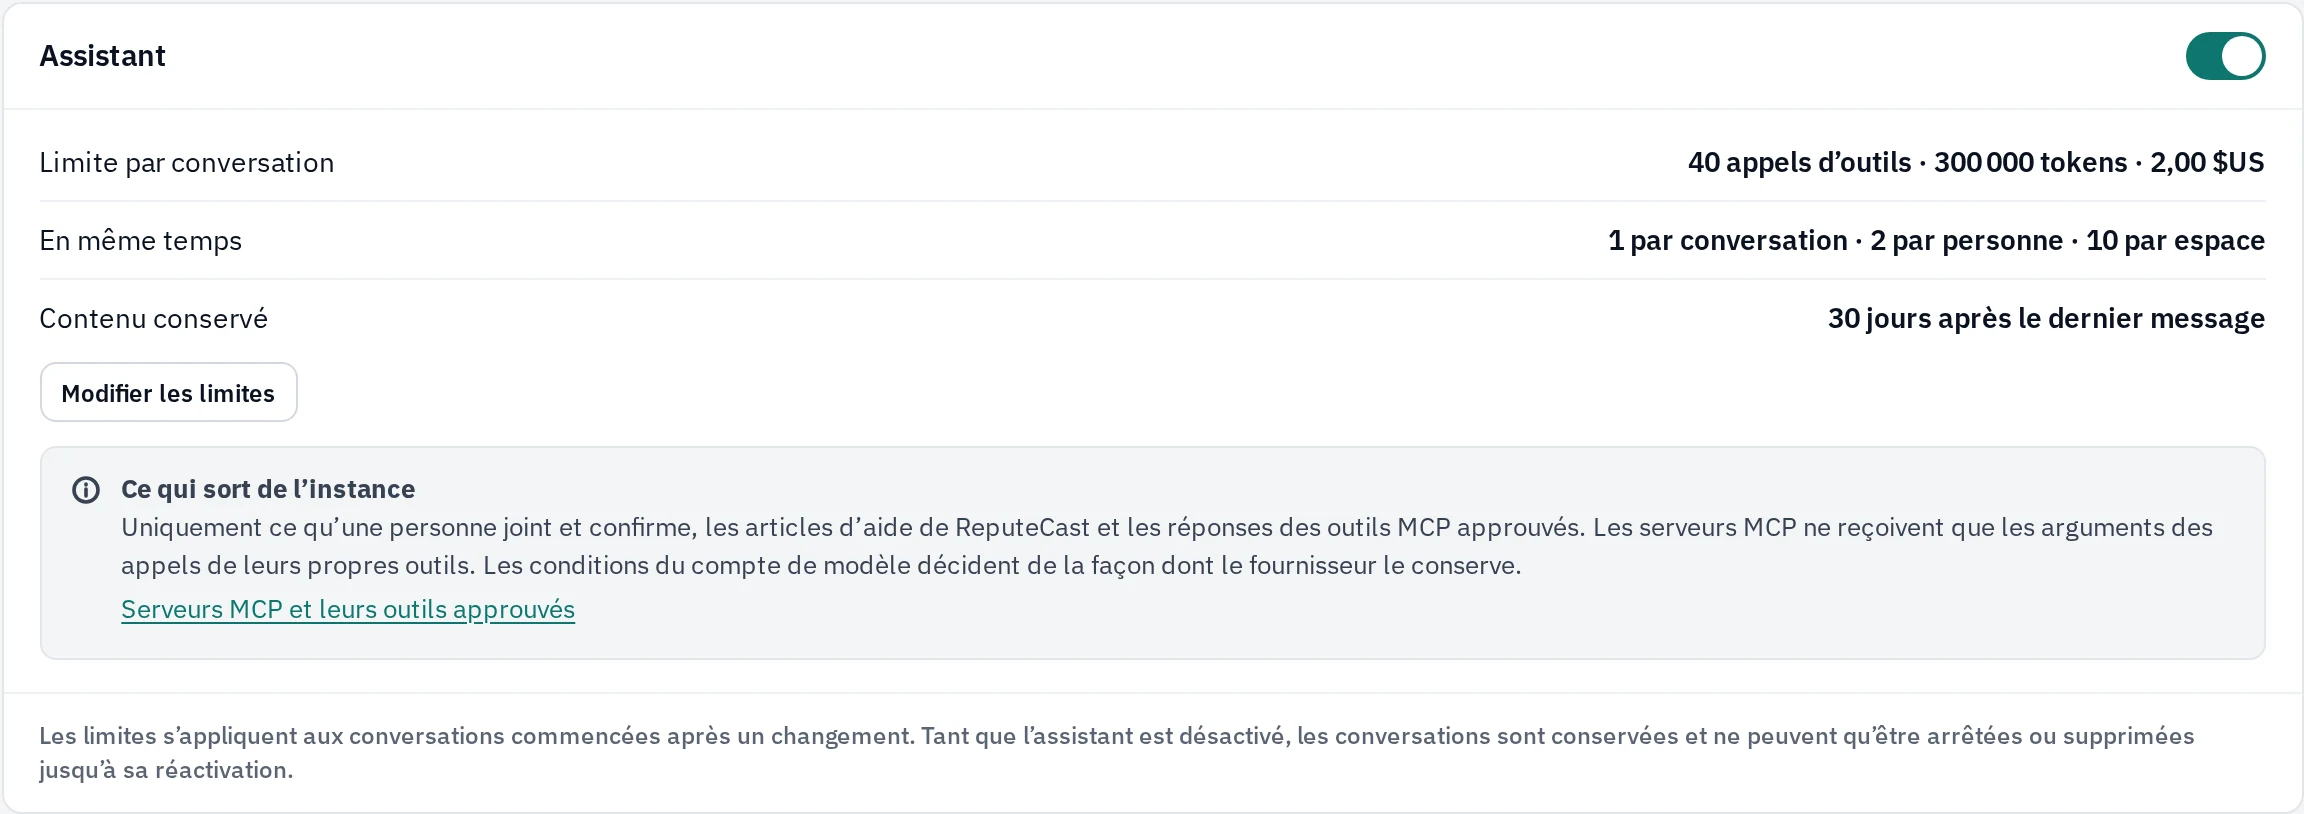 Assistant
Limite par conversation
40 appels d’outils · 300 000 tokens · 2,00 $US
En même temps
1 par conversation · 2 par personne · 10 par espace
Contenu conservé
30 jours après le dernier message
Modifier les limites
Ce qui sort de l’instance
Uniquement ce qu’une personne joint et confirme, les articles d’aide de ReputeCast et les réponses des outils MCP approuvés. Les serveurs MCP ne reçoivent que les arguments des
appels de leurs propres outils. Les conditions du compte de modèle décident de la façon dont le fournisseur le conserve.
Serveurs MCP et leurs outils approuvés
Les limites s’appliquent aux conversations commencées après un changement. Tant que l’assistant est désactivé, les conversations sont conservées et ne peuvent qu’être arrêtées ou supprimées
jusqu’à sa réactivation.